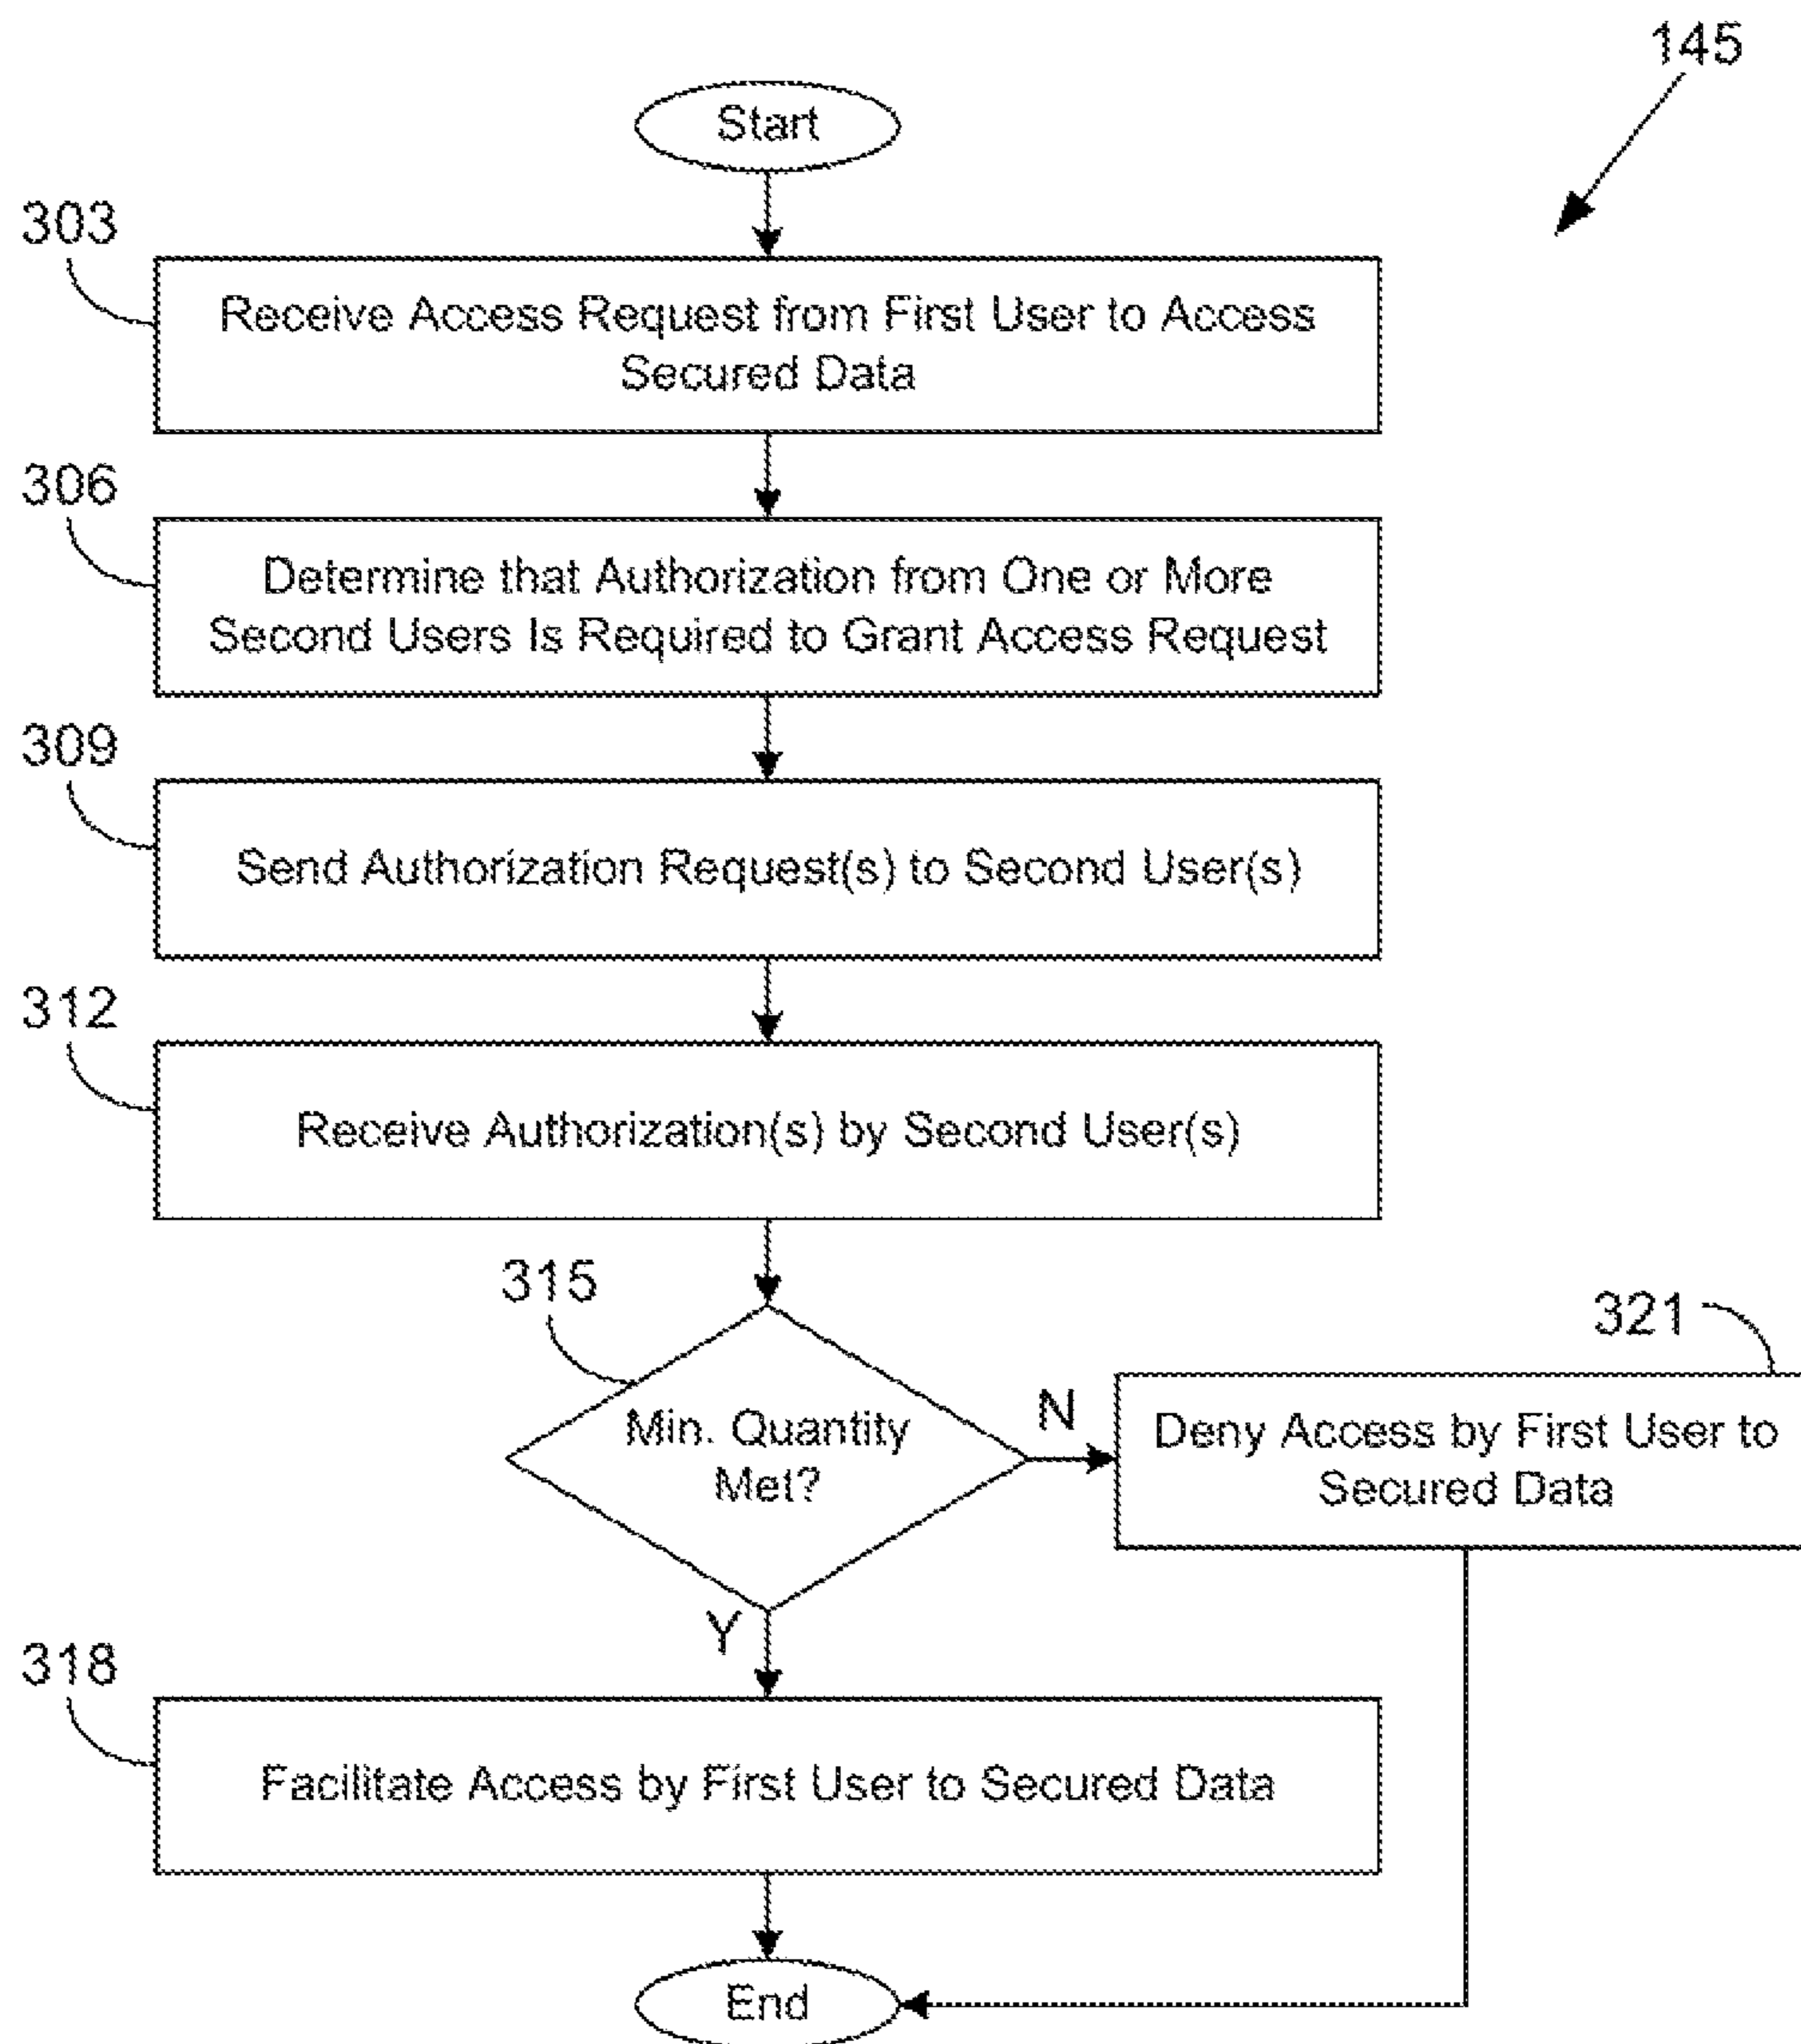 145
Start
303
Receive Access Request from First User to Access
Secured Data
306
Determine that Authorization from One or More
Second Users Is Required to Grant Access Request
309
Send Authorization Request(s) to Second User(s)
312
Receive Authorization(s) by Second User(s)
315
321
Min. Quantity
Met?
N
Deny Access by First User to
Secured Data
Y
318
Facilitate Access by First User to Secured Data
End